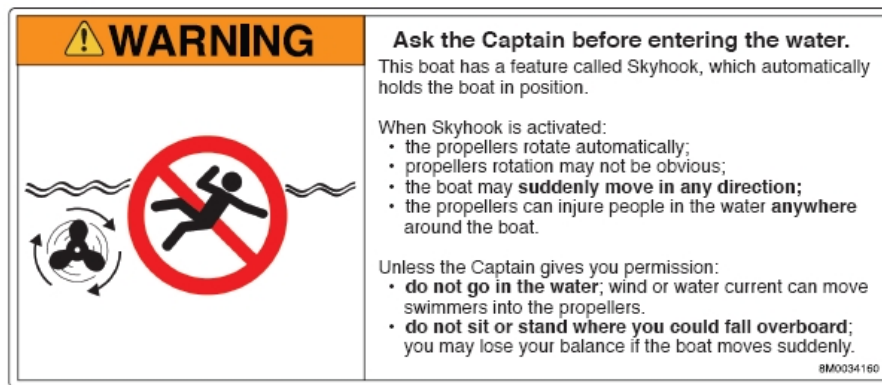 WARNING
Ask the Captain before entering the water.
This boat has a feature called Skyhook, which automatically
holds the boat in position.
When Skyhook is activated:
• the propellers rotate automatically;
• propellers rotation may not be obvious;
• the boat may suddenly move in any direction;
• the propellers can injure people in the water anywhere
around the boat.
Unless the Captain gives you permission:
• do not go in the water; wind or water current can move
swimmers into the propellers.
• do not sit or stand where you could fall overboard;
you may lose your balance if the boat moves suddenly.
8M0034160